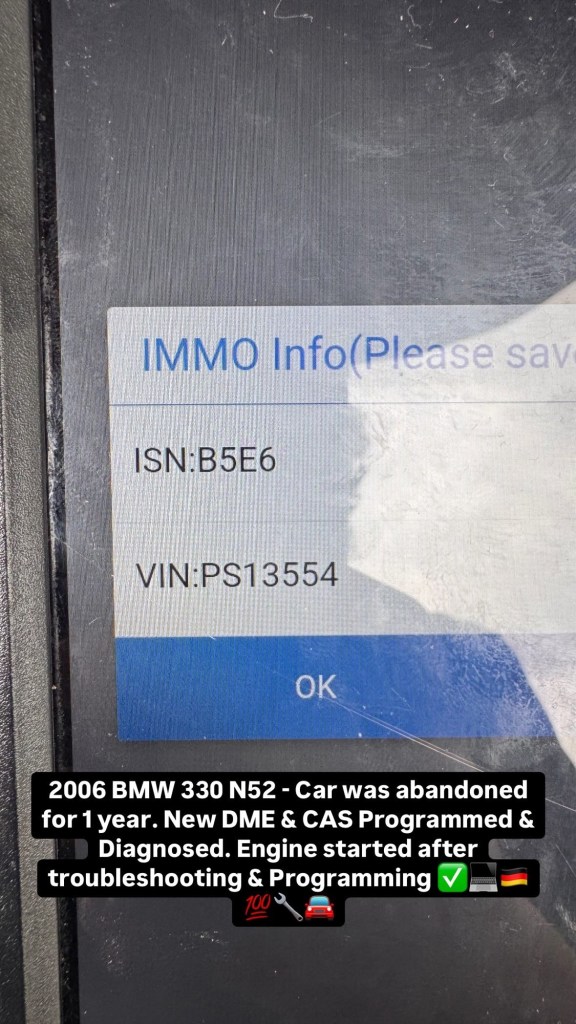 IMMO Info(Please save
ISN:B5E6
VIN:PS13554
OK
2006 BMW 330 N52 - Car was abandoned
for 1 year. New DME & CAS Programmed &
Diagnosed. Engine started after
troubleshooting & Programming ✅💻🇩🇪
💯🔧🚘